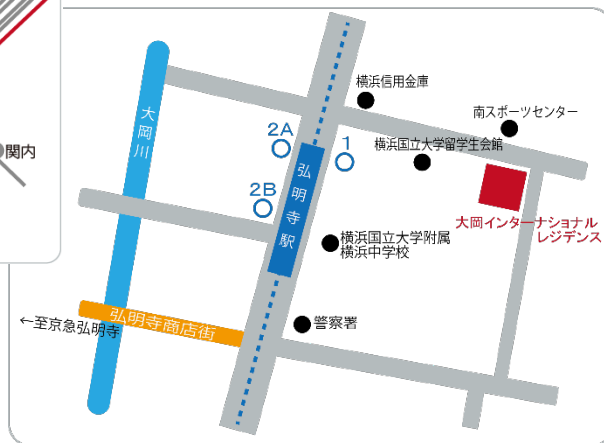 関内
大岡川
横浜信用金庫
南スポーツセンター
2A
1
横浜国立大学留学生会館
弘明寺駅
2B
大岡インターナショナル
レジデンス
横浜国立大学附属
横浜中学校
弘明寺商店街
警察署
←至京急弘明寺